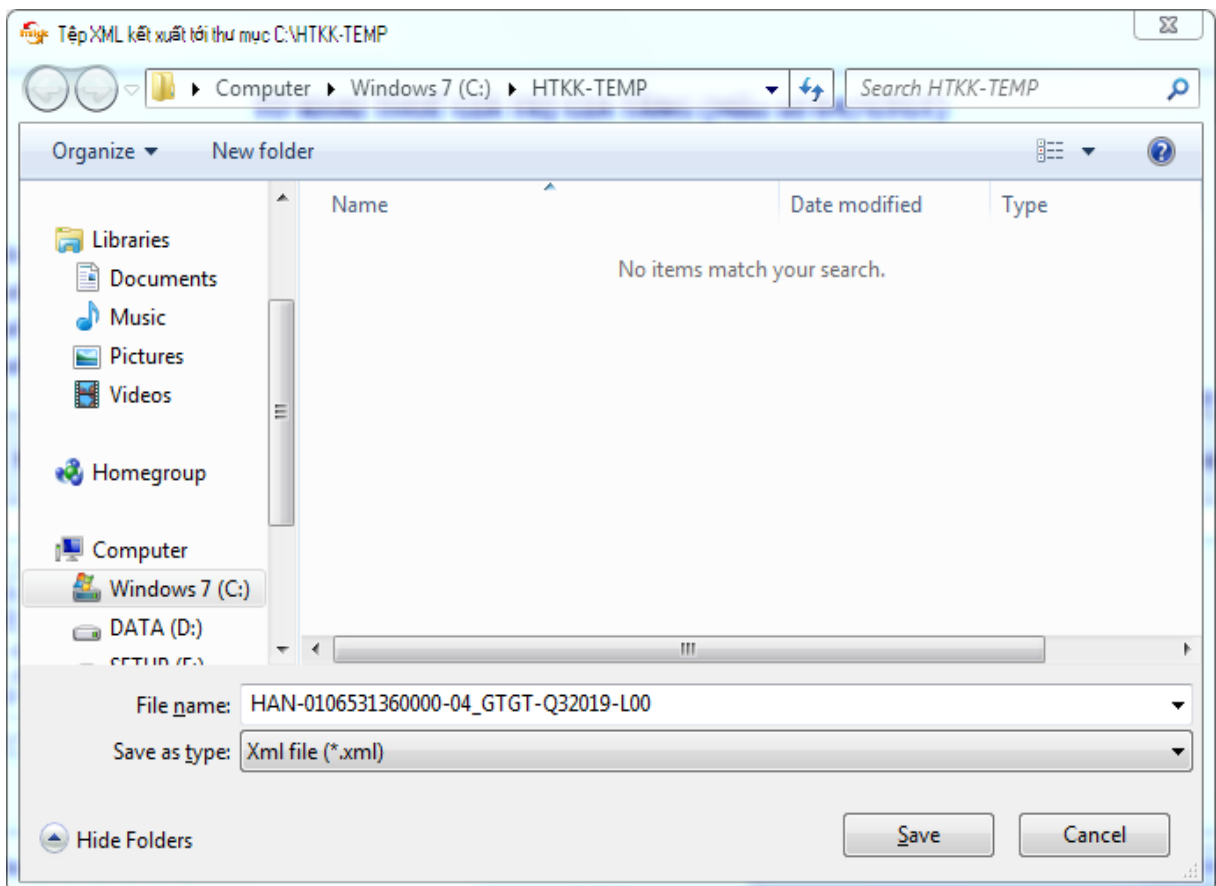 Tệp XML kết xuất tới thư mục C:\HTKK-TEMP
Computer Windows 7 (C:) HTKK-TEMP Search HTKK-TEMP
Organize New folder
Name Date modified Type
No items match your search.
Libraries
Documents
Music
Pictures
Videos
Homegroup
Computer
Windows 7 (C:)
DATA (D:)
File name: HAN-0106531360000-04_GTGT-Q32019-L00
Save as type: Xml file (*.xml)
Hide Folders Save Cancel